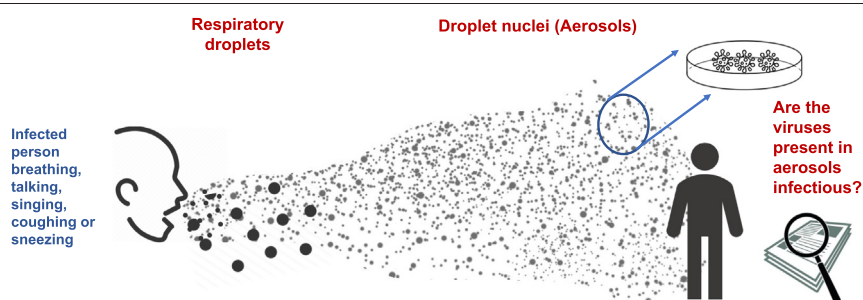 Respiratory
droplets
Droplet nuclei (Aerosols)
Infected
person
breathing,
talking,
singing,
coughing or
sneezing
Are the
viruses
present in
aerosols
infectious?